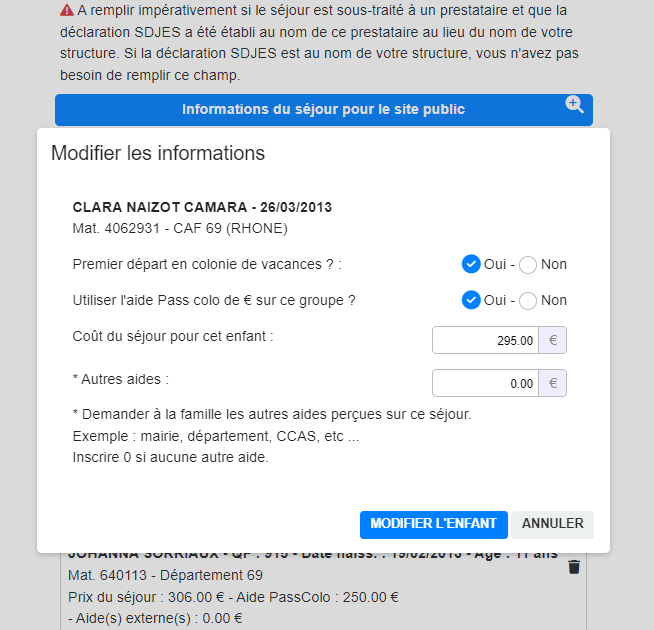 A remplir impérativement si le séjour est sous-traité à un prestataire et que la
déclaration SDJES a été établi au nom de ce prestataire au lieu du nom de votre
structure. Si la déclaration SDJES est au nom de votre structure, vous n'avez pas
besoin de remplir ce champ.
Informations du séjour pour le site public
Modifier les informations
CLARA NAIZOT CAMARA - 26/03/2013
Mat. 4062931 - CAF 69 (RHONE)
Premier départ en colonie de vacances ? : Oui - Non
Utiliser l'aide Pass colo de € sur ce groupe ? Oui - Non
Coût du séjour pour cet enfant : 295.00 €
* Autres aides : 0.00 €
* Demander à la famille les autres aides perçues sur ce séjour.
Exemple : mairie, département, CCAS, etc ...
Inscrire 0 si aucune autre aide.
MODIFIER L'ENFANT ANNULER
JOHANNA SORRIAUX - QF : 915 - Date naiss. : 19/02/2013 - Age : 11 ans
Mat. 640113 - Département 69
Prix du séjour : 306.00 € - Aide PassColo : 250.00 €
- Aide(s) externe(s) : 0.00 €